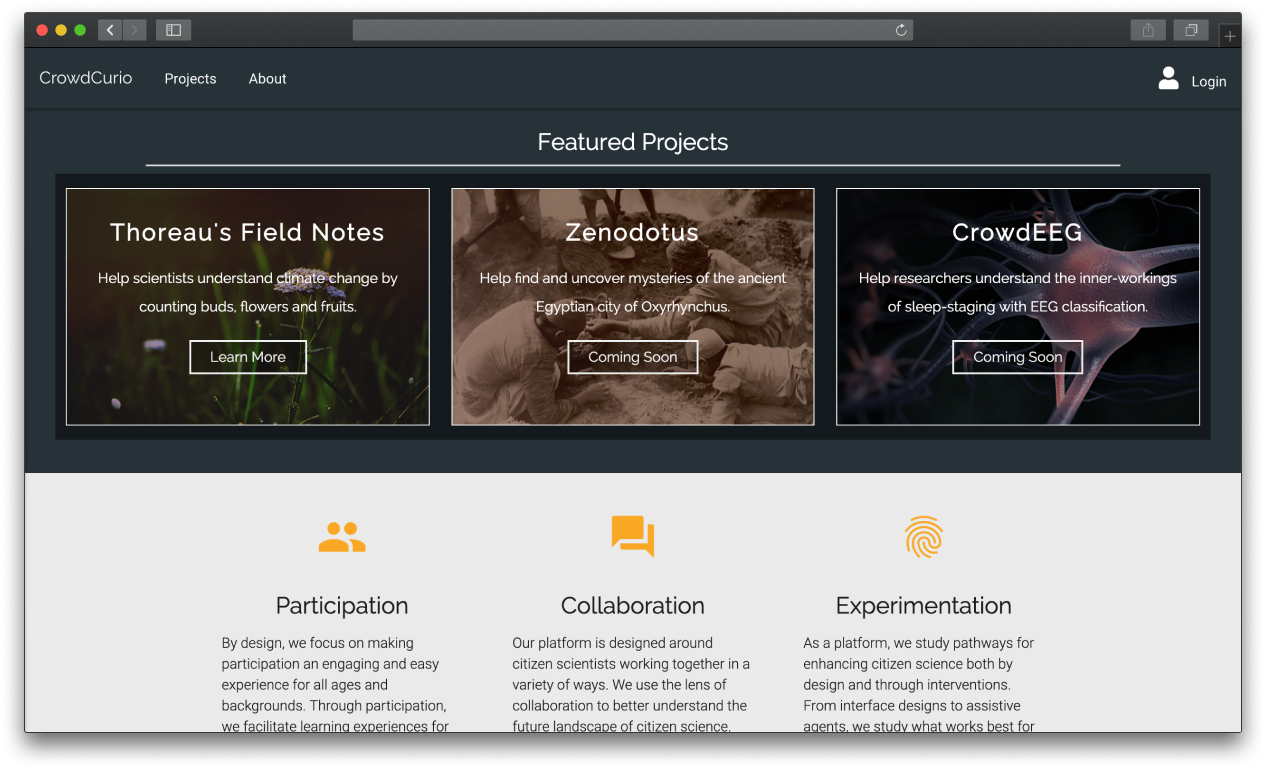 CrowdCurio Projects About Login
Featured Projects
Thoreau's Field Notes
Help scientists understand climate change by
counting buds, flowers and fruits.
Learn More
Zenodotus
Help find and uncover mysteries of the ancient
Egyptian city of Oxyrhynchus.
Coming Soon
CrowdEEG
Help researchers understand the inner-workings
of sleep-staging with EEG classification.
Coming Soon
Participation
By design, we focus on making
participation an engaging and easy
experience for all ages and
backgrounds. Through participation,
we facilitate learning experiences for
Collaboration
Our platform is designed around
citizen scientists working together in a
variety of ways. We use the lens of
collaboration to better understand the
future landscape of citizen science.
Experimentation
As a platform, we study pathways for
enhancing citizen science both by
design and through interventions.
From interface designs to assistive
agents, we study what works best for